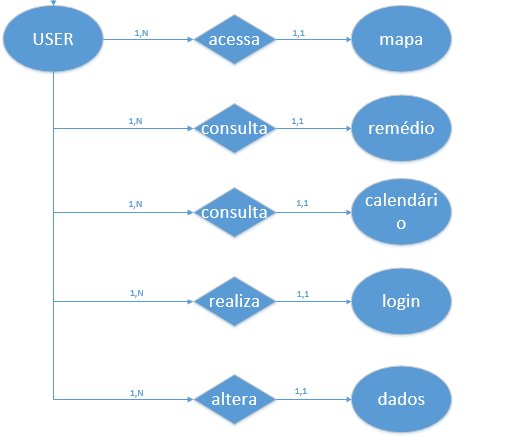 USER 1,N acessa 1,1 mapa
1,N consulta 1,1 remédio
1,N consulta 1,1 calendári
o
1,N realiza 1,1 login
1,N altera 1,1 dados